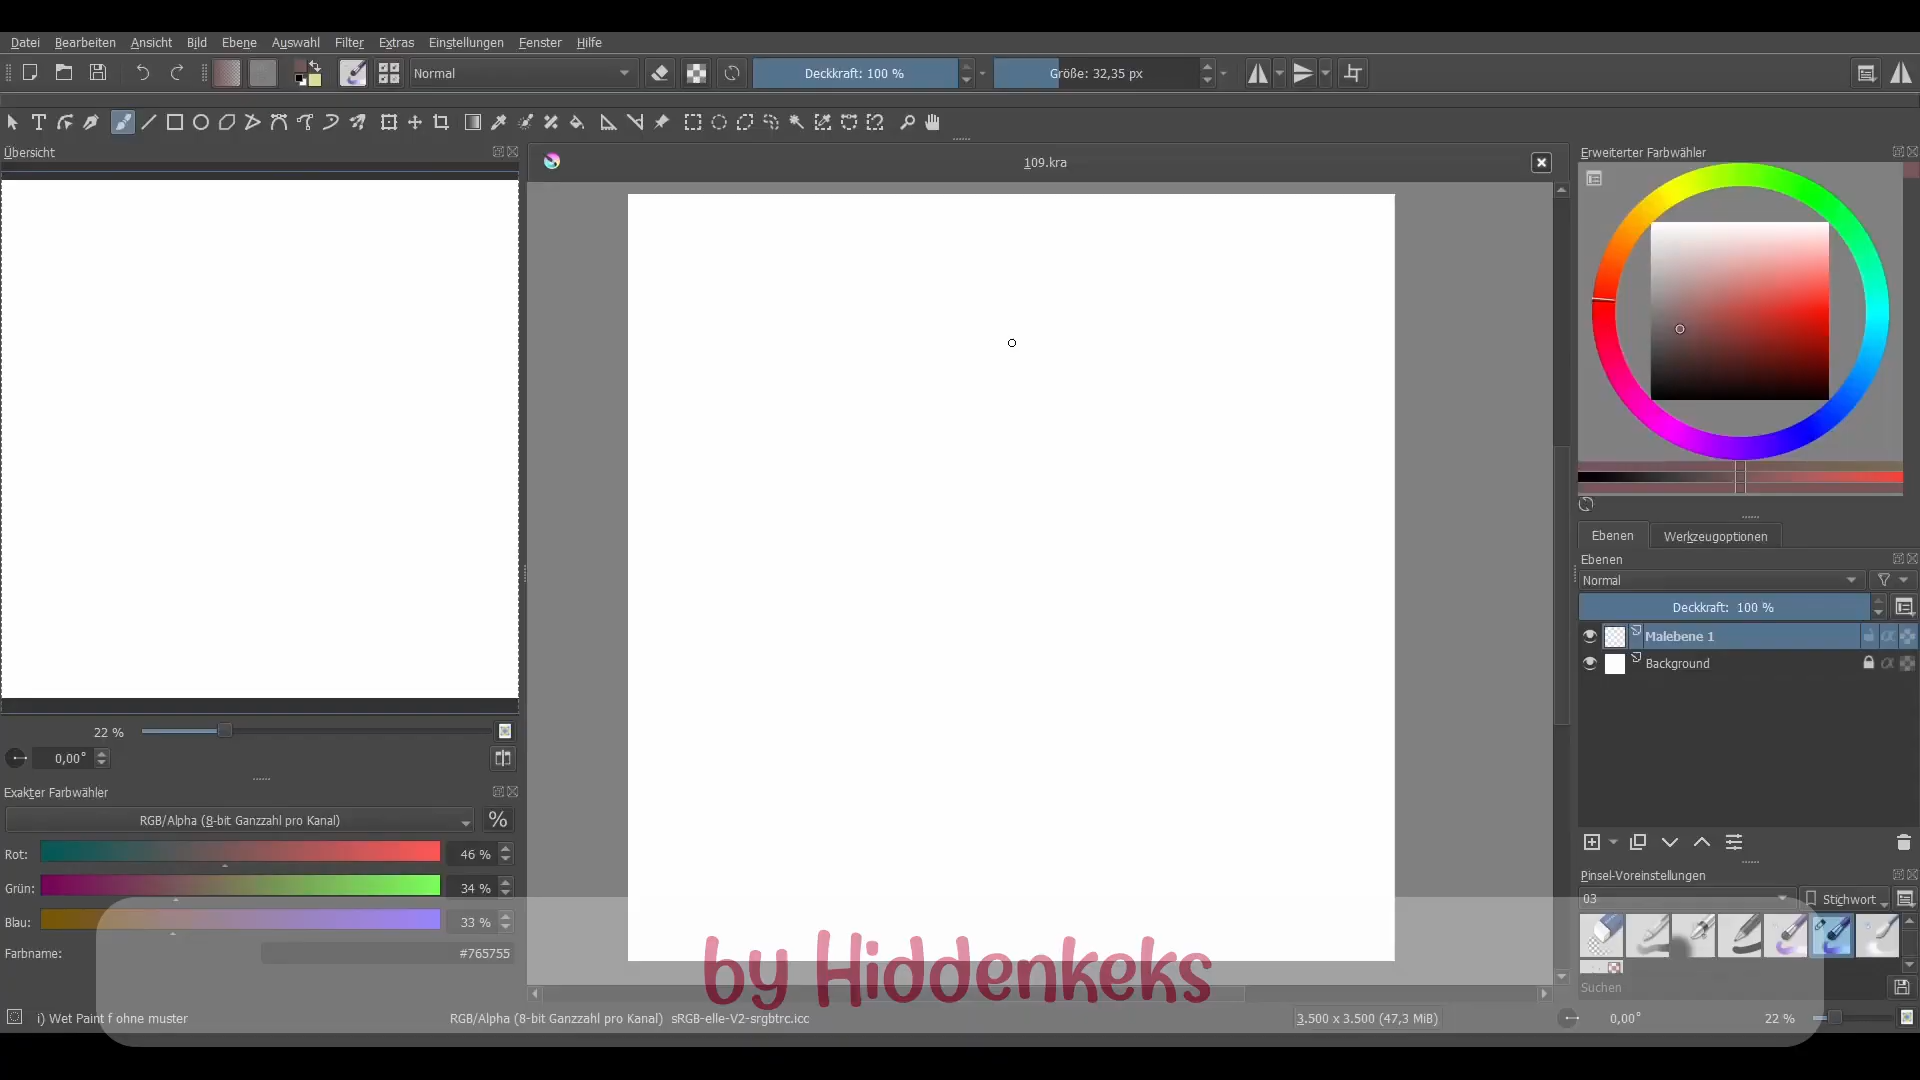 Datei Bearbeiten Ansicht Bild Ebene Auswahl Filter Extras Einstellungen Fenster Hilfe
Normal Deckkraft: 100 % Größe: 32,35 px
Übersicht
109.kra
Erweiterter Farbwähler
22 %
0,00°
Exakter Farbwähler
RGB/Alpha (8-bit Ganzzahl pro Kanal) %
Rot: 46 %
Grün: 34 %
Blau: 33 %
Farbname: #765755
Ebenen Werkzeugoptionen
Ebenen
Normal
Deckkraft: 100 %
Malebene 1
Background
Pinsel-Voreinstellungen
03 Stichwort
Suchen
by Hiddenkeks
i) Wet Paint f ohne muster RGB/Alpha (8-bit Ganzzahl pro Kanal) sRGB-elle-V2-srgbtrc.icc 3.500 x 3.500 (47,3 MiB) 0,00° 22 %